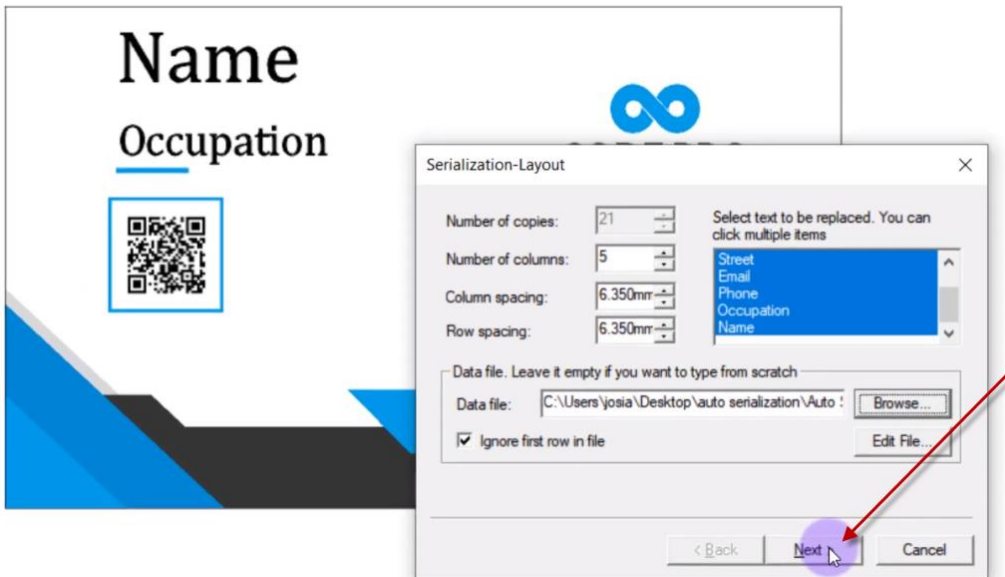 Name
Occupation
Serialization-Layout
Number of copies: 21
Number of columns: 5
Column spacing: 6.350mm
Row spacing: 6.350mm
Select text to be replaced. You can
click multiple items
Street
Email
Phone
Occupation
Name
Data file. Leave it empty if you want to type from scratch
Data file: C:\Users\josia\Desktop\auto serialization\Auto
Browse...
Ignore first row in file
Edit File...
< Back
Next
Cancel